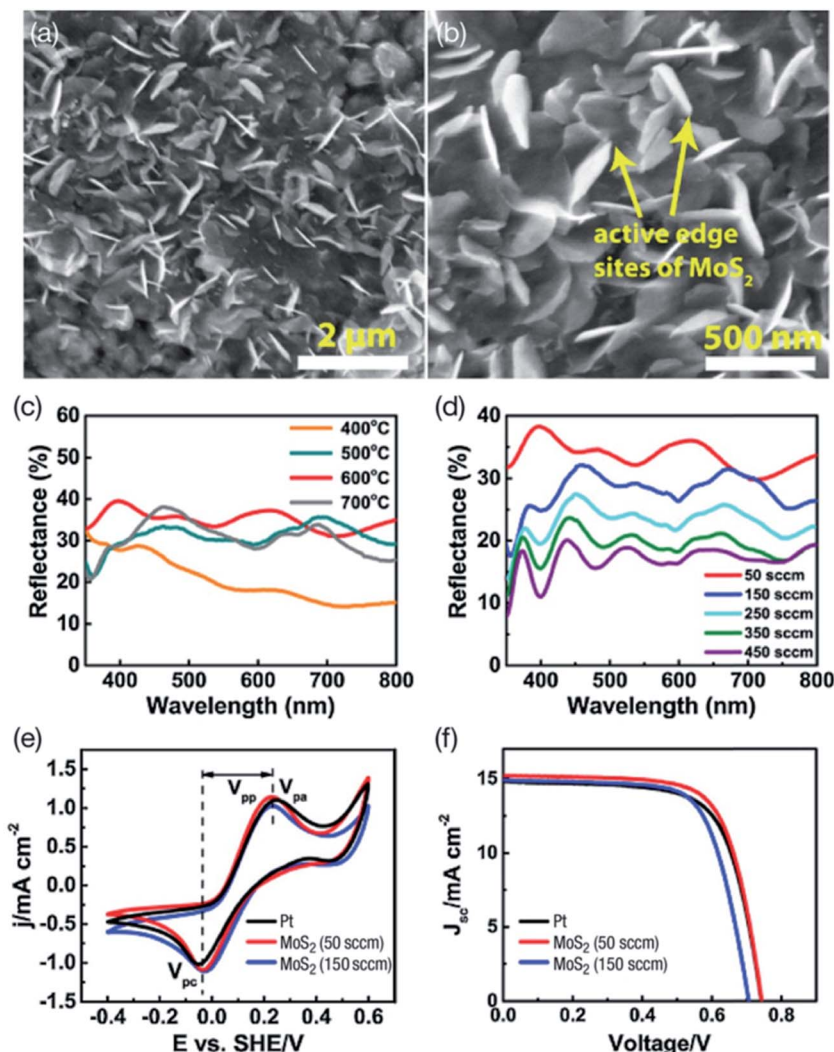 (a)
2 μm
(b)
active edge
sites of MoS₂
500 nm
(c)
60
50
40
30
20
10
0
Reflectance (%)
400°C
500°C
600°C
700°C
400 500 600 700 800
Wavelength (nm)
(d)
40
30
20
10
0
Reflectance (%)
50 sccm
150 sccm
250 sccm
350 sccm
450 sccm
400 500 600 700 800
Wavelength (nm)
(e)
1.5
1.0
0.5
0.0
-0.5
-1.0
-1.5
j/mA cm⁻²
Vpp Vpa
Vpc
Pt
MoS₂ (50 sccm)
MoS₂ (150 sccm)
-0.4 -0.2 0.0 0.2 0.4 0.6
E vs. SHE/V
(f)
15
10
5
0
Jsc/mA cm⁻²
Pt
MoS₂ (50 sccm)
MoS₂ (150 sccm)
0.0 0.2 0.4 0.6 0.8
Voltage/V